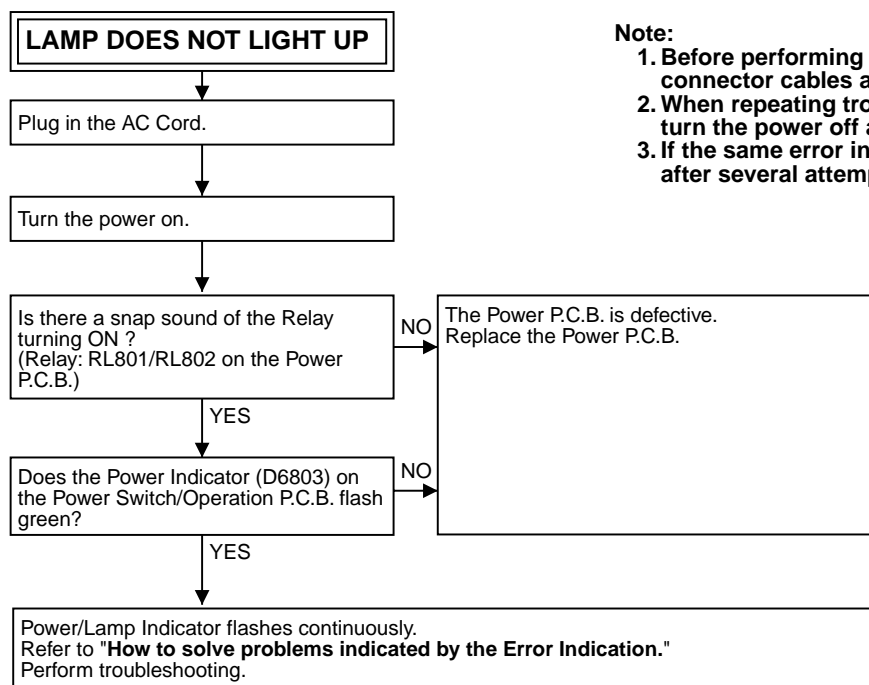 LAMP DOES NOT LIGHT UP
Note:
1. Before performing
connector cables a
2. When repeating tro
turn the power off a
3. If the same error in
after several attemp
Plug in the AC Cord.
Turn the power on.
Is there a snap sound of the Relay
turning ON ?
(Relay: RL801/RL802 on the Power
P.C.B.)
NO
The Power P.C.B. is defective.
Replace the Power P.C.B.
YES
Does the Power Indicator (D6803) on
the Power Switch/Operation P.C.B. flash
green?
NO
YES
Power/Lamp Indicator flashes continuously.
Refer to "How to solve problems indicated by the Error Indication."
Perform troubleshooting.